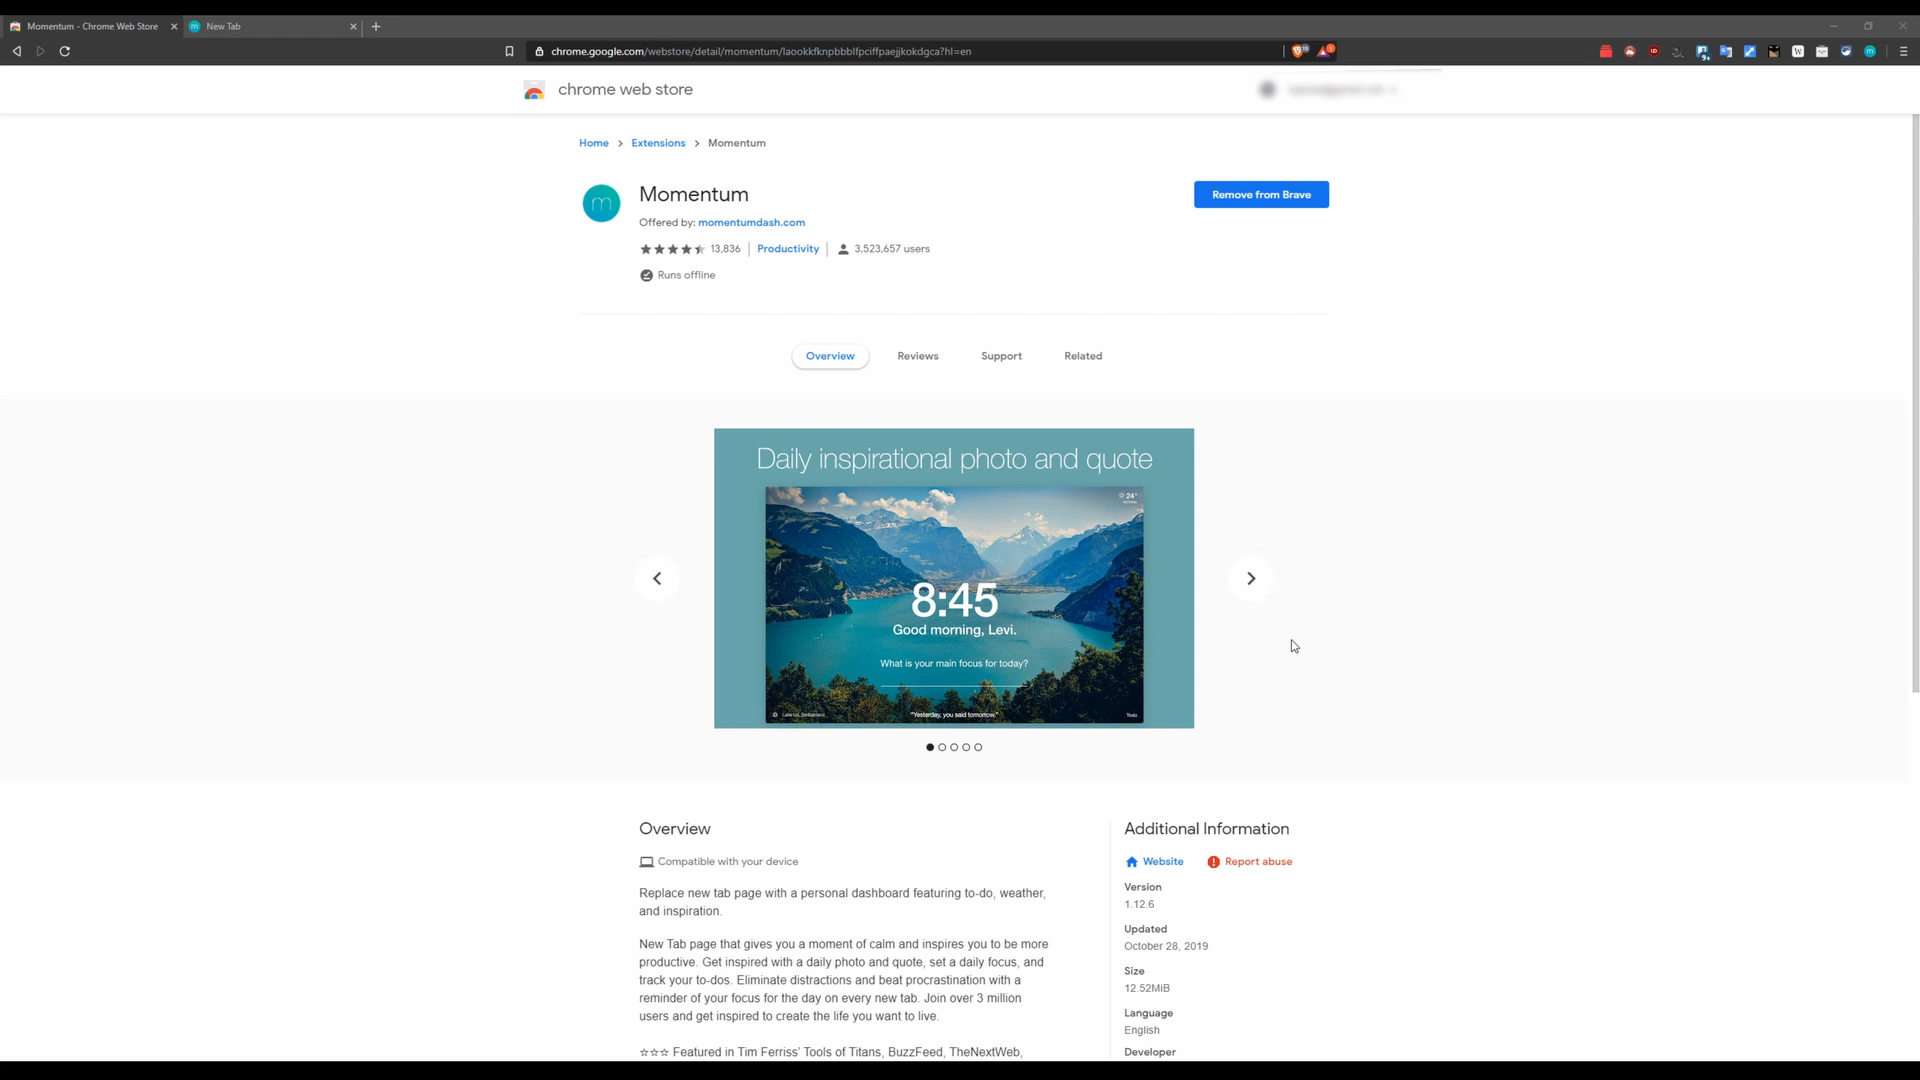 Momentum - Chrome Web Store
New Tab
chrome.google.com/webstore/detail/momentum/laookkfknpbbblfpciffpaejjkokdgca?hl=en
chrome web store
Home > Extensions > Momentum
m
Momentum
Remove from Brave
Offered by: momentumdash.com
13,836 Productivity 3,523,657 users
Runs offline
Overview Reviews Support Related
Daily inspirational photo and quote
24°
8:45
Good morning, Levi.
What is your main focus for today?
"Yesterday, you said tomorrow."
Todo
Overview
Compatible with your device
Replace new tab page with a personal dashboard featuring to-do, weather,
and inspiration.
New Tab page that gives you a moment of calm and inspires you to be more
productive. Get inspired with a daily photo and quote, set a daily focus, and
track your to-dos. Eliminate distractions and beat procrastination with a
reminder of your focus for the day on every new tab. Join over 3 million
users and get inspired to create the life you want to live.
☆☆☆ Featured in Tim Ferriss’ Tools of Titans, BuzzFeed, TheNextWeb,
Additional Information
Website Report abuse
Version
1.12.6
Updated
October 28, 2019
Size
12.52MiB
Language
English
Developer